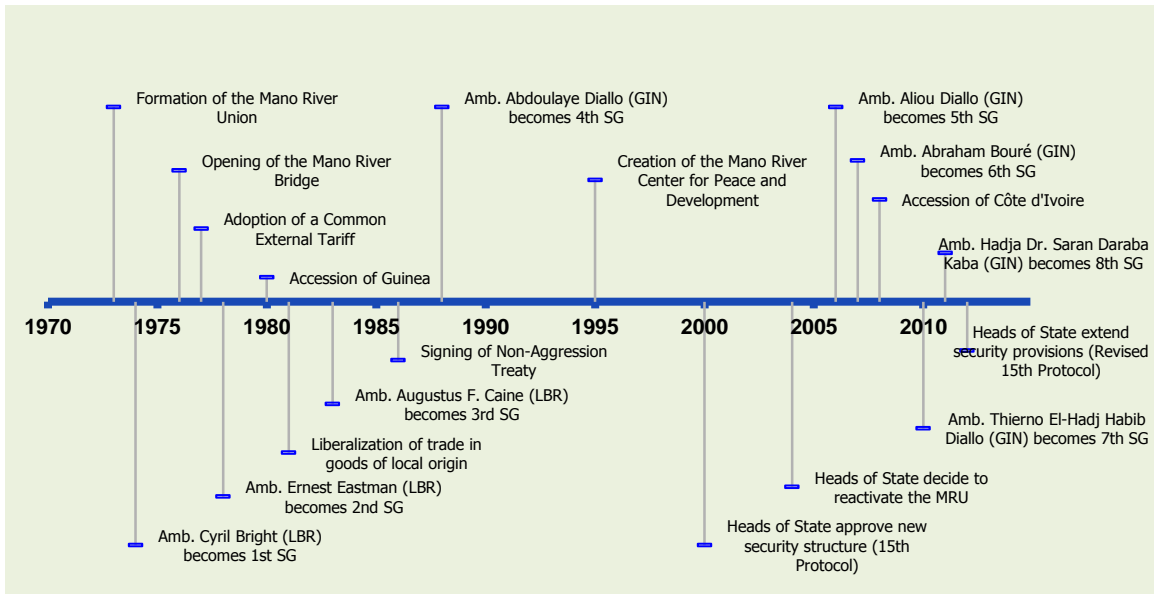 Formation of the Mano River
Union
Amb. Abdoulaye Diallo (GIN)
becomes 4th SG
Amb. Aliou Diallo (GIN)
becomes 5th SG
Opening of the Mano River
Bridge
Creation of the Mano River
Center for Peace and
Development
Amb. Abraham Bouré (GIN)
becomes 6th SG
Adoption of a Common
External Tariff
Accession of Côte d'Ivoire
Accession of Guinea
Amb. Hadja Dr. Saran Daraba
Kaba (GIN) becomes 8th SG
1970 1975 1980 1985 1990 1995 2000 2005 2010
Signing of Non-Aggression
Treaty
Heads of State extend
security provisions (Revised
15th Protocol)
Amb. Augustus F. Caine (LBR)
becomes 3rd SG
Amb. Thierno El-Hadj Habib
Diallo (GIN) becomes 7th SG
Liberalization of trade in
goods of local origin
Amb. Ernest Eastman (LBR)
becomes 2nd SG
Heads of State decide to
reactivate the MRU
Amb. Cyril Bright (LBR)
becomes 1st SG
Heads of State approve new
security structure (15th
Protocol)